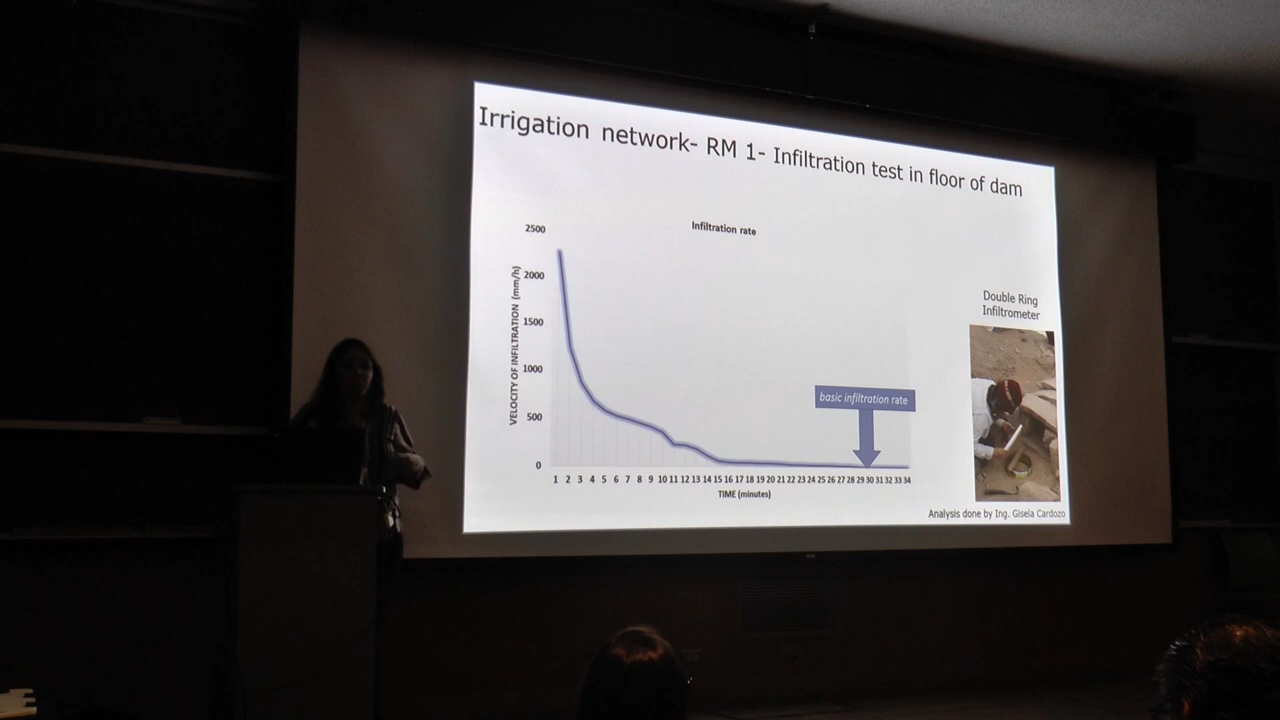 Irrigation network- RM 1- Infiltration test in floor of dam
Infiltration rate
2500
2000
1500
1000
500
0
VELOCITY OF INFILTRATION (mm/h)
basic infiltration rate
1 2 3 4 5 6 7 8 9 10 11 12 13 14 15 16 17 18 19 20 21 22 23 24 25 26 27 28 29 30 31 32 33 34
TIME (minutes)
Double Ring
Infiltrometer
Analysis done by Ing. Gisela Cardozo